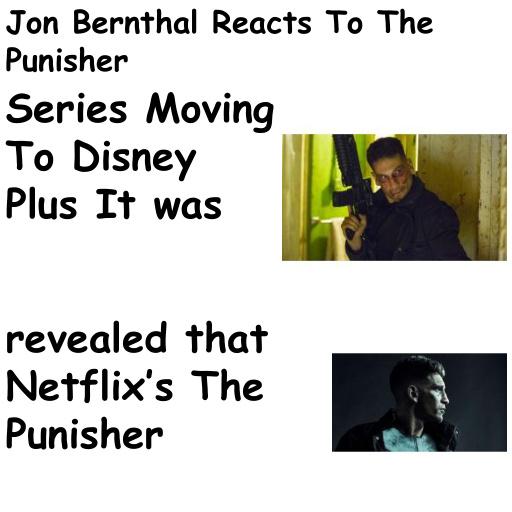 Jon Bernthal Reacts To The
Punisher
Series Moving
To Disney
Plus It was
revealed that
Netflix's The
Punisher